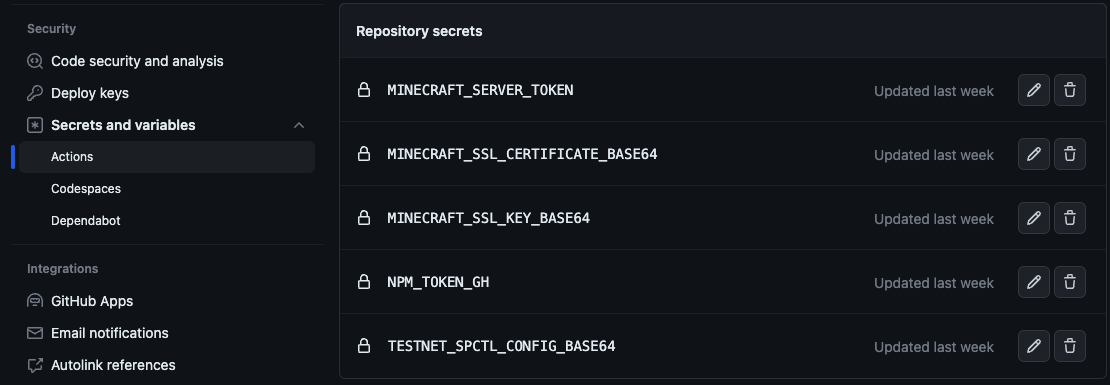 Security
Code security and analysis
Deploy keys
Secrets and variables
Actions
Codespaces
Dependabot
Integrations
GitHub Apps
Email notifications
Autolink references
Repository secrets
MINECRAFT_SERVER_TOKEN Updated last week
MINECRAFT_SSL_CERTIFICATE_BASE64 Updated last week
MINECRAFT_SSL_KEY_BASE64 Updated last week
NPM_TOKEN_GH Updated last week
TESTNET_SPCTL_CONFIG_BASE64 Updated last week